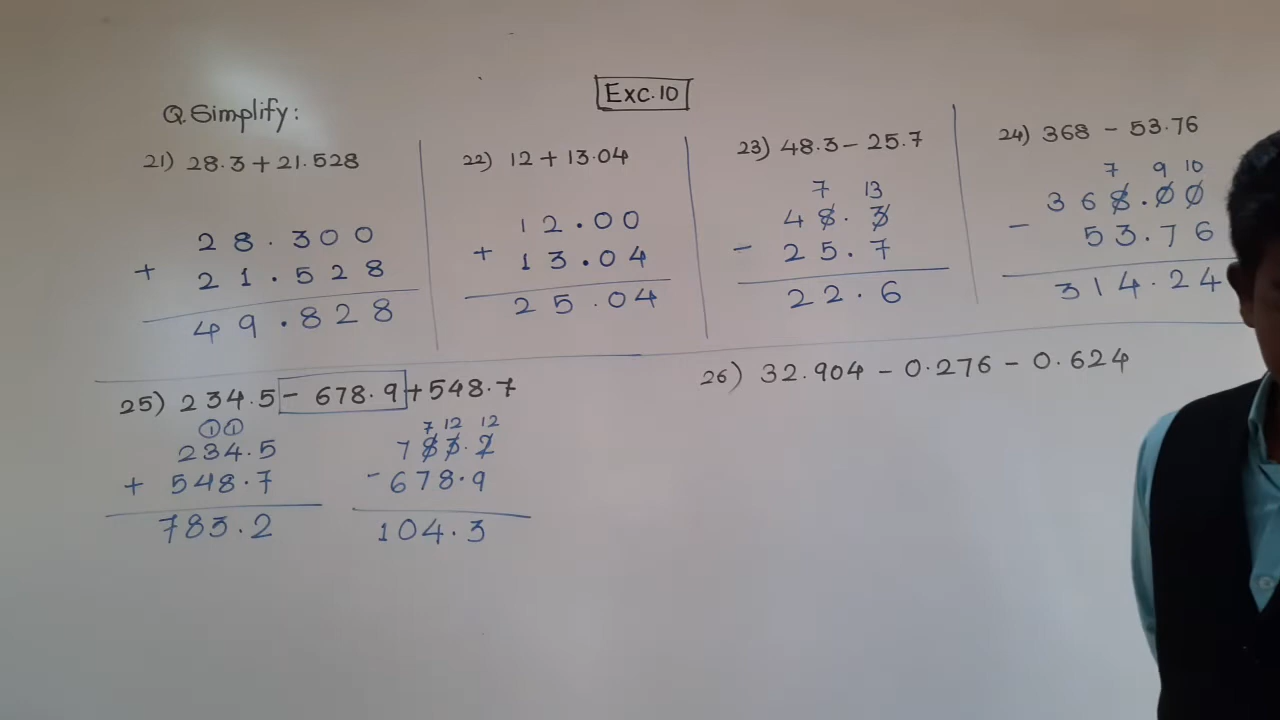 Exc.10
Q. Simplify:
21) 28.3 + 21.528
28.300
+ 21.528
49.828
22) 12 + 13.04
12.00
+ 13.04
25.04
23) 48.3 - 25.7
7 13
48.3
- 25.7
22.6
24) 368 - 53.76
7 9 10
368.00
- 53.76
314.24
25) 234.5 - 678.9 + 548.7
1 1
234.5
+ 548.7
783.2
7 12 12
783.2
- 678.9
104.3
26) 32.904 - 0.276 - 0.624